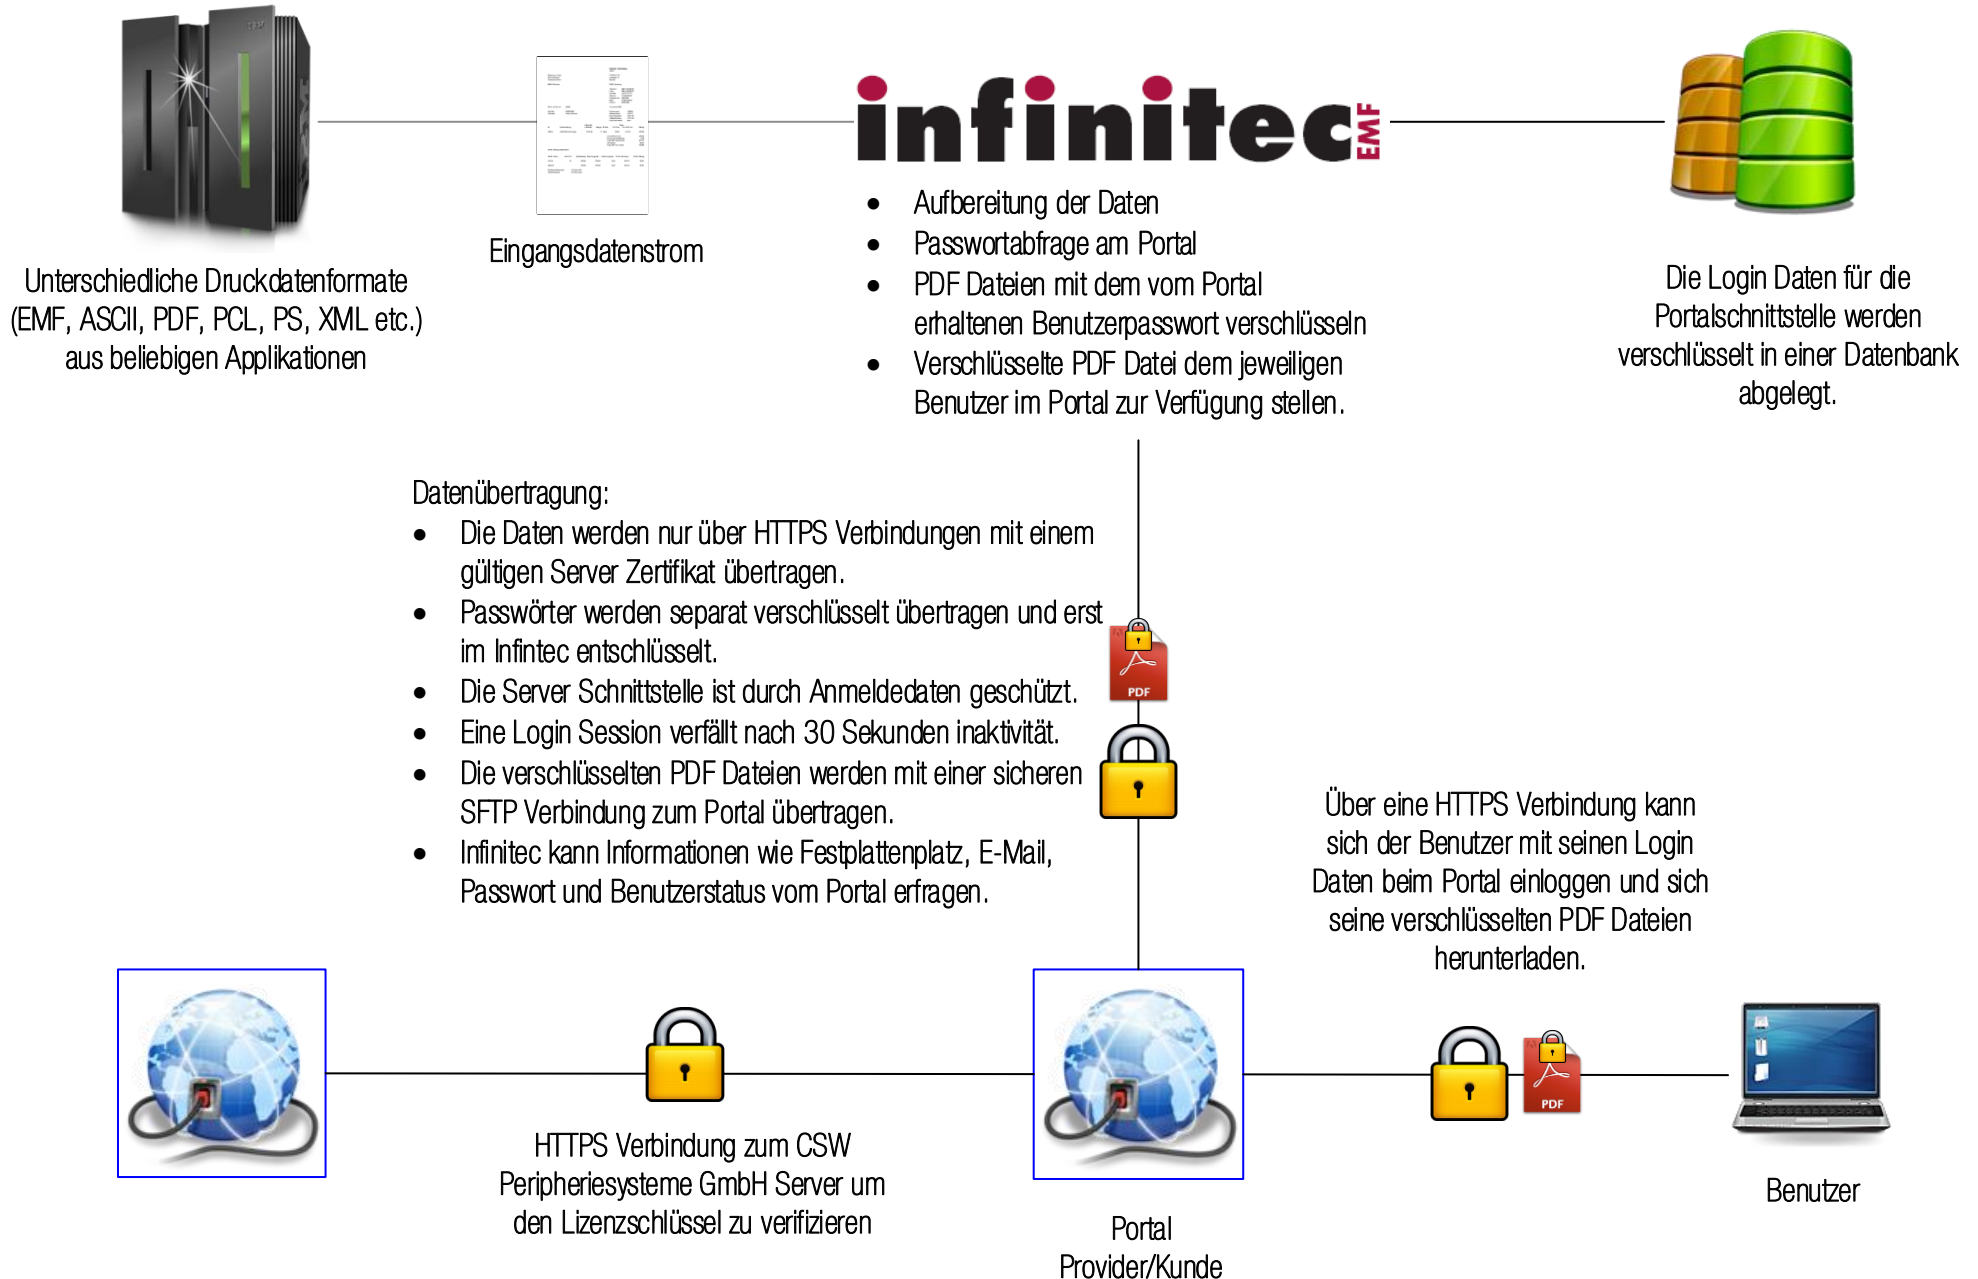 Unterschiedliche Druckdatenformate
(EMF, ASCII, PDF, PCL, PS, XML etc.)
aus beliebigen Applikationen
Eingangsdatenstrom
infinitec EMF
• Aufbereitung der Daten
• Passwortabfrage am Portal
• PDF Dateien mit dem vom Portal
erhaltenen Benutzerpasswort verschlüsseln
• Verschlüsselte PDF Datei dem jeweiligen
Benutzer im Portal zur Verfügung stellen.
Die Login Daten für die
Portalschnittstelle werden
verschlüsselt in einer Datenbank
abgelegt.
Datenübertragung:
• Die Daten werden nur über HTTPS Verbindungen mit einem
gültigen Server Zertifikat übertragen.
• Passwörter werden separat verschlüsselt übertragen und erst
im Infintec entschlüsselt.
• Die Server Schnittstelle ist durch Anmeldedaten geschützt.
• Eine Login Session verfällt nach 30 Sekunden inaktivität.
• Die verschlüsselten PDF Dateien werden mit einer sicheren
SFTP Verbindung zum Portal übertragen.
• Infinitec kann Informationen wie Festplattenplatz, E-Mail,
Passwort und Benutzerstatus vom Portal erfragen.
PDF
Über eine HTTPS Verbindung kann
sich der Benutzer mit seinen Login
Daten beim Portal einloggen und sich
seine verschlüsselten PDF Dateien
herunterladen.
PDF
HTTPS Verbindung zum CSW
Peripheriesysteme GmbH Server um
den Lizenzschlüssel zu verifizieren
Portal
Provider/Kunde
Benutzer